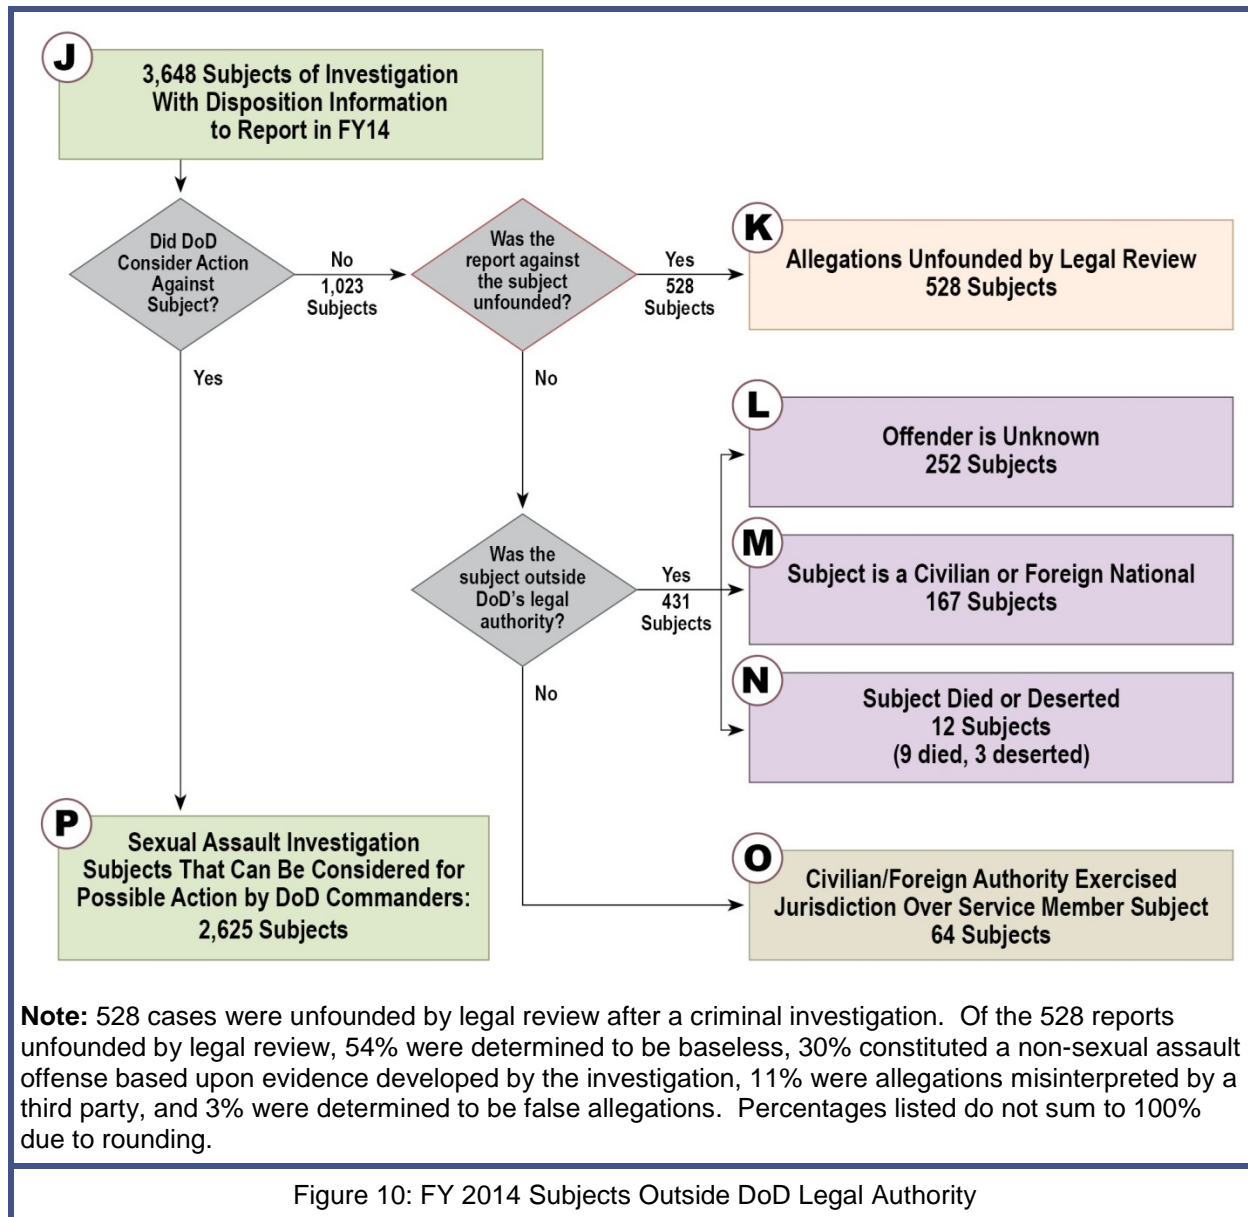 J
3,648 Subjects of Investigation
With Disposition Information
to Report in FY14
Did DoD
Consider Action
Against
Subject?
No
1,023
Subjects
Was the
report against
the subject
unfounded?
Yes
528
Subjects
K
Allegations Unfounded by Legal Review
528 Subjects
Yes
No
L
Offender is Unknown
252 Subjects
Was the
subject outside
DoD's legal
authority?
Yes
431
Subjects
M
Subject is a Civilian or Foreign National
167 Subjects
N
Subject Died or Deserted
12 Subjects
(9 died, 3 deserted)
No
P
Sexual Assault Investigation
Subjects That Can Be Considered for
Possible Action by DoD Commanders:
2,625 Subjects
O
Civilian/Foreign Authority Exercised
Jurisdiction Over Service Member Subject
64 Subjects
Note: 528 cases were unfounded by legal review after a criminal investigation. Of the 528 reports
unfounded by legal review, 54% were determined to be baseless, 30% constituted a non-sexual assault
offense based upon evidence developed by the investigation, 11% were allegations misinterpreted by a
third party, and 3% were determined to be false allegations. Percentages listed do not sum to 100%
due to rounding.
Figure 10: FY 2014 Subjects Outside DoD Legal Authority